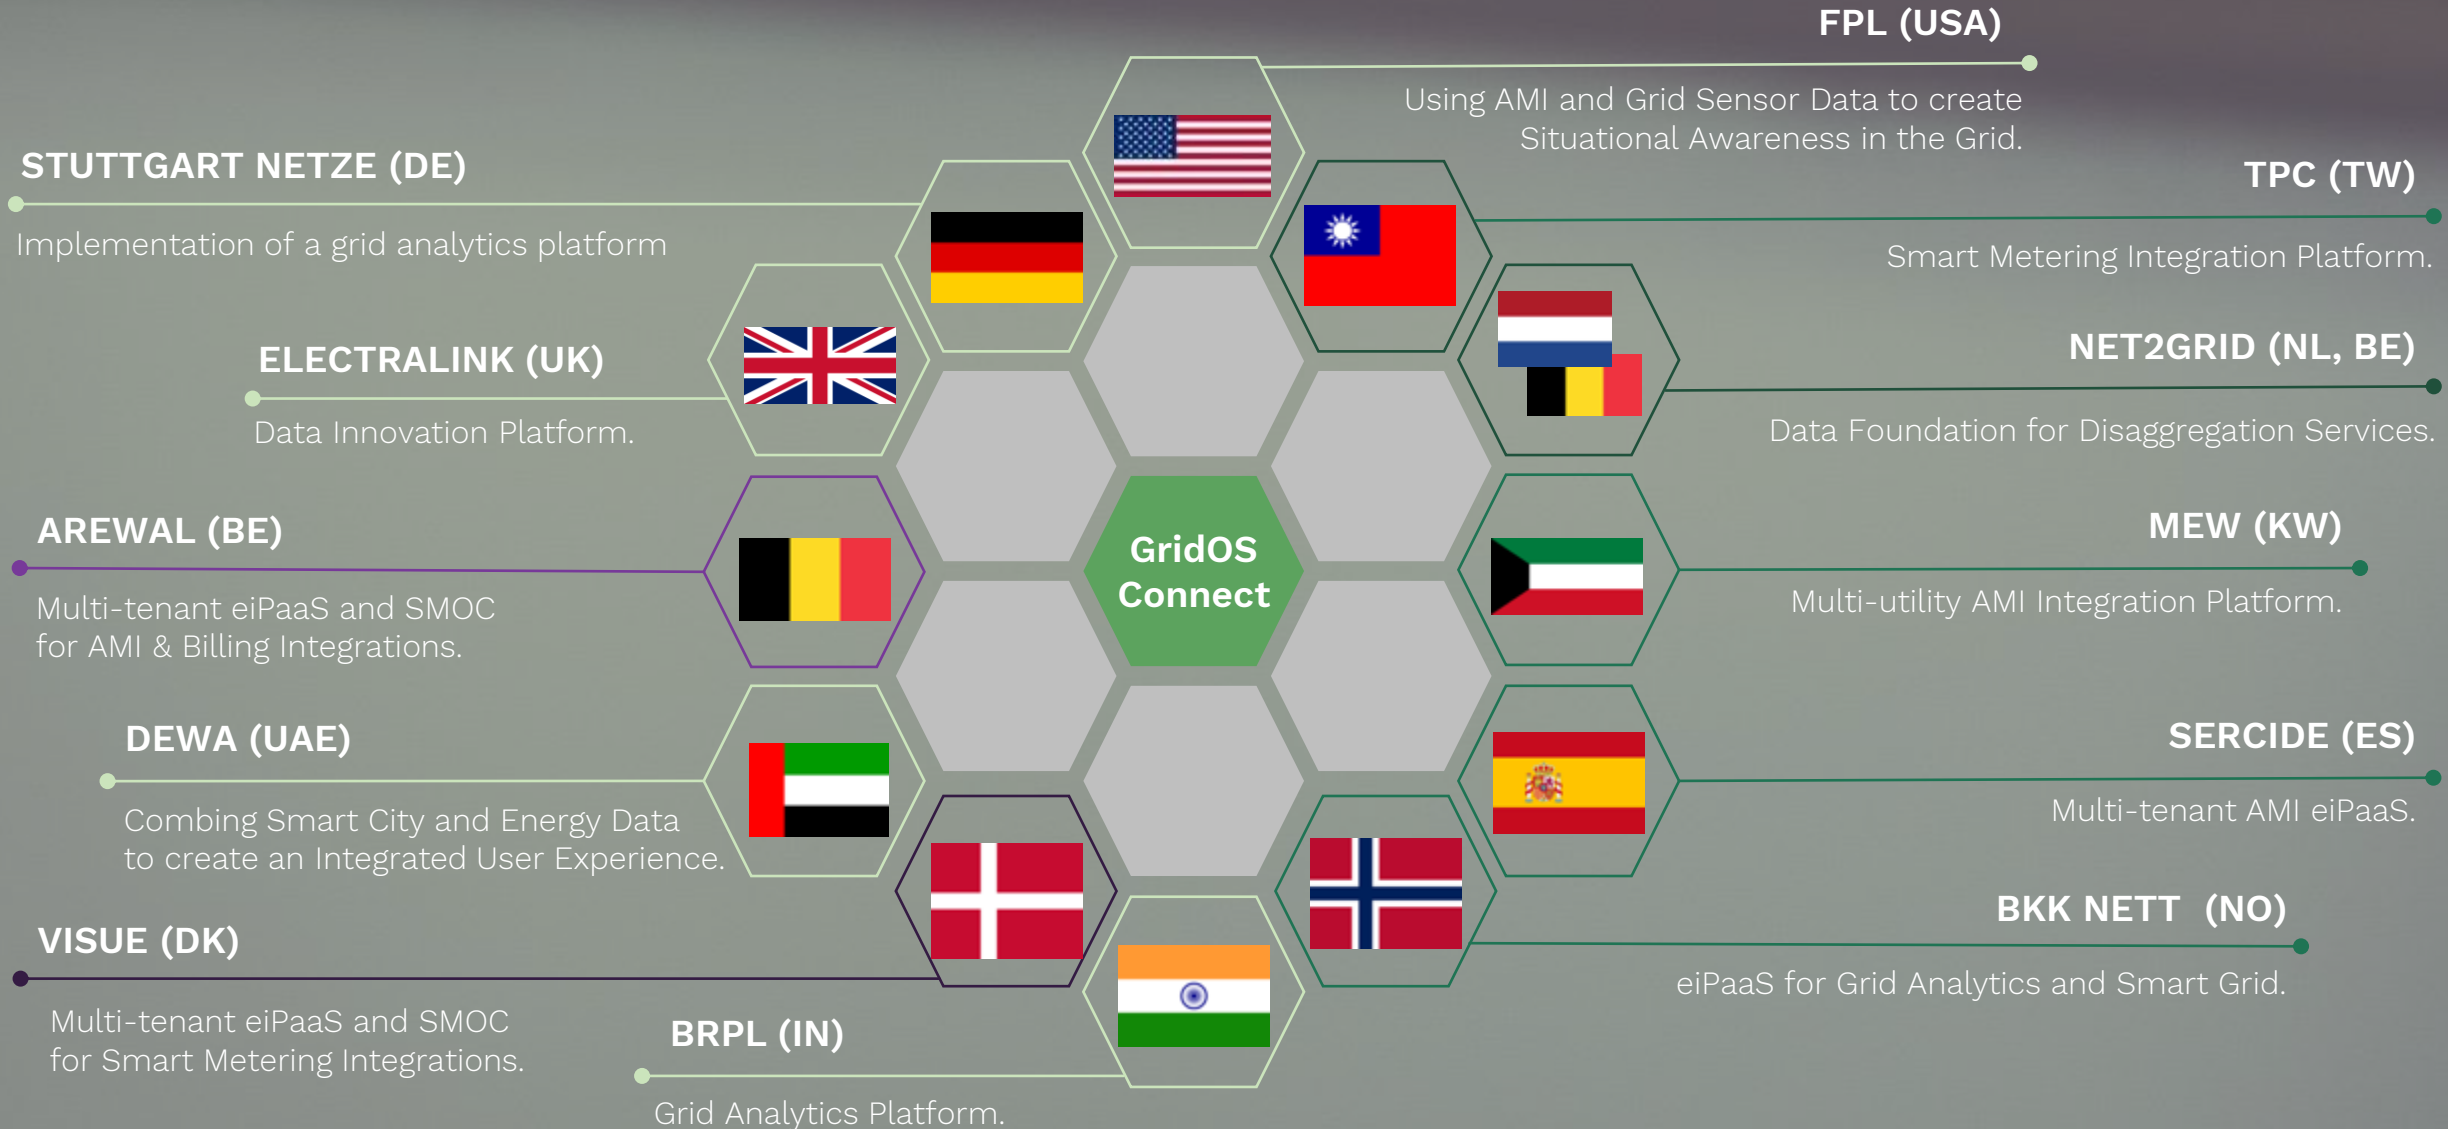 FPL (USA)
Using AMI and Grid Sensor Data to create
Situational Awareness in the Grid.
STUTTGART NETZE (DE)
Implementation of a grid analytics platform
TPC (TW)
Smart Metering Integration Platform.
ELECTRALINK (UK)
Data Innovation Platform.
NET2GRID (NL, BE)
Data Foundation for Disaggregation Services.
AREWAL (BE)
Multi-tenant eiPaaS and SMOC
for AMI & Billing Integrations.
GridOS
Connect
MEW (KW)
Multi-utility AMI Integration Platform.
DEWA (UAE)
Combing Smart City and Energy Data
to create an Integrated User Experience.
SERCIDE (ES)
Multi-tenant AMI eiPaaS.
VISUE (DK)
Multi-tenant eiPaaS and SMOC
for Smart Metering Integrations.
BKK NETT (NO)
eiPaaS for Grid Analytics and Smart Grid.
BRPL (IN)
Grid Analytics Platform.